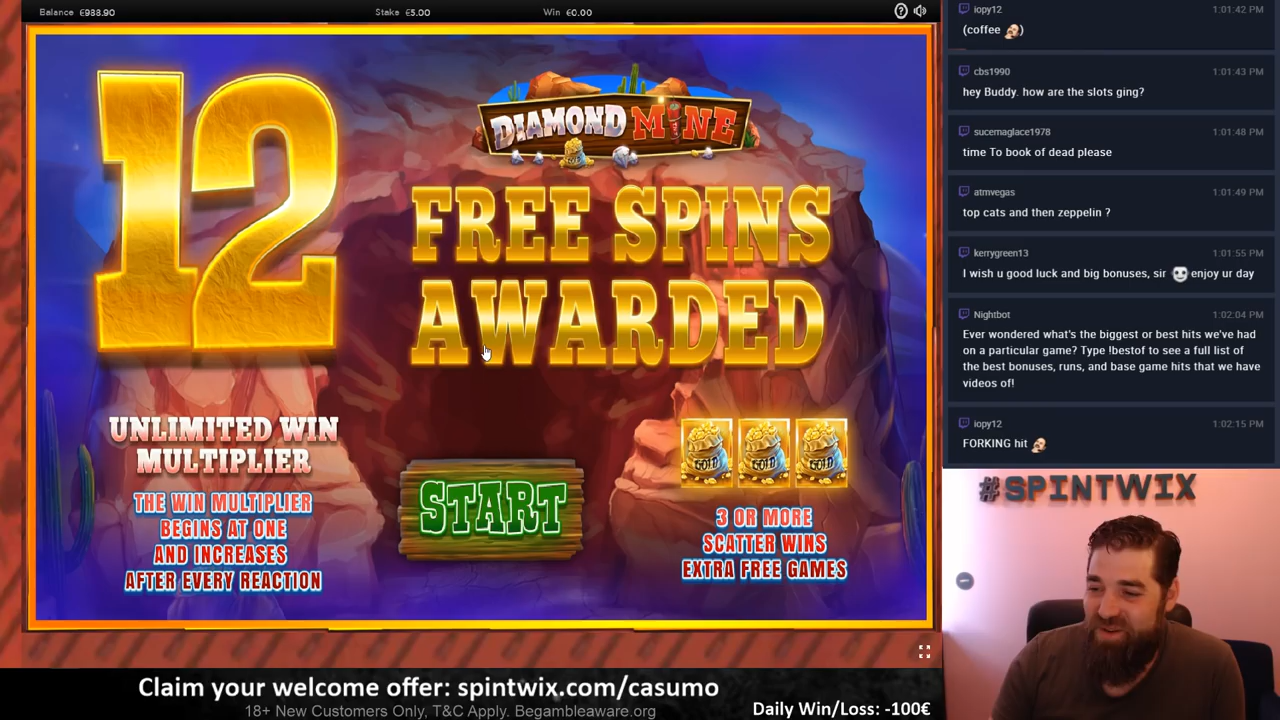 Balance €988.90
Stake €5.00
Win €0.00
?
12
DIAMOND MINE
FREE SPINS
AWARDED
UNLIMITED WIN
MULTIPLIER
THE WIN MULTIPLIER
BEGINS AT ONE
AND INCREASES
AFTER EVERY REACTION
START
GOLD GOLD GOLD
3 OR MORE
SCATTER WINS
EXTRA FREE GAMES
Claim your welcome offer: spintwix.com/casumo
18+ New Customers Only, T&C Apply. Begambleaware.org
Daily Win/Loss: -100€
iopy12 1:01:42 PM
(coffee )
cbs1990 1:01:43 PM
hey Buddy. how are the slots ging?
sucemaglace1978 1:01:48 PM
time To book of dead please
atmvegas 1:01:49 PM
top cats and then zeppelin ?
kerrygreen13 1:01:55 PM
I wish u good luck and big bonuses, sir enjoy ur day
Nightbot 1:02:04 PM
Ever wondered what's the biggest or best hits we've had
on a particular game? Type !bestof to see a full list of
the best bonuses, runs, and base game hits that we have
videos of!
iopy12 1:02:15 PM
FORKING hit
#SPINTWIX